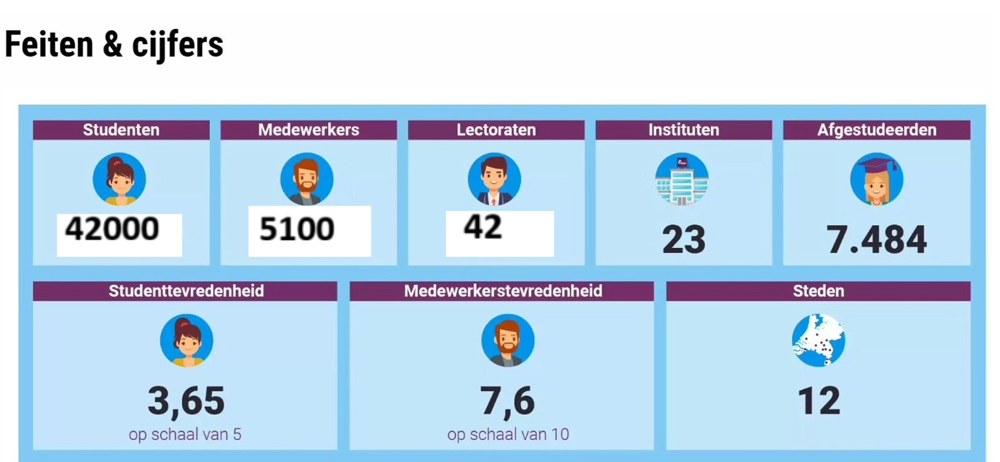 Feiten & cijfers
Studenten Medewerkers Lectoraten Instituten Afgestudeerden
42000 5100 42 23 7.484
Studenttevredenheid Medewerkerstevredenheid Steden
3,65 7,6 12
op schaal van 5 op schaal van 10